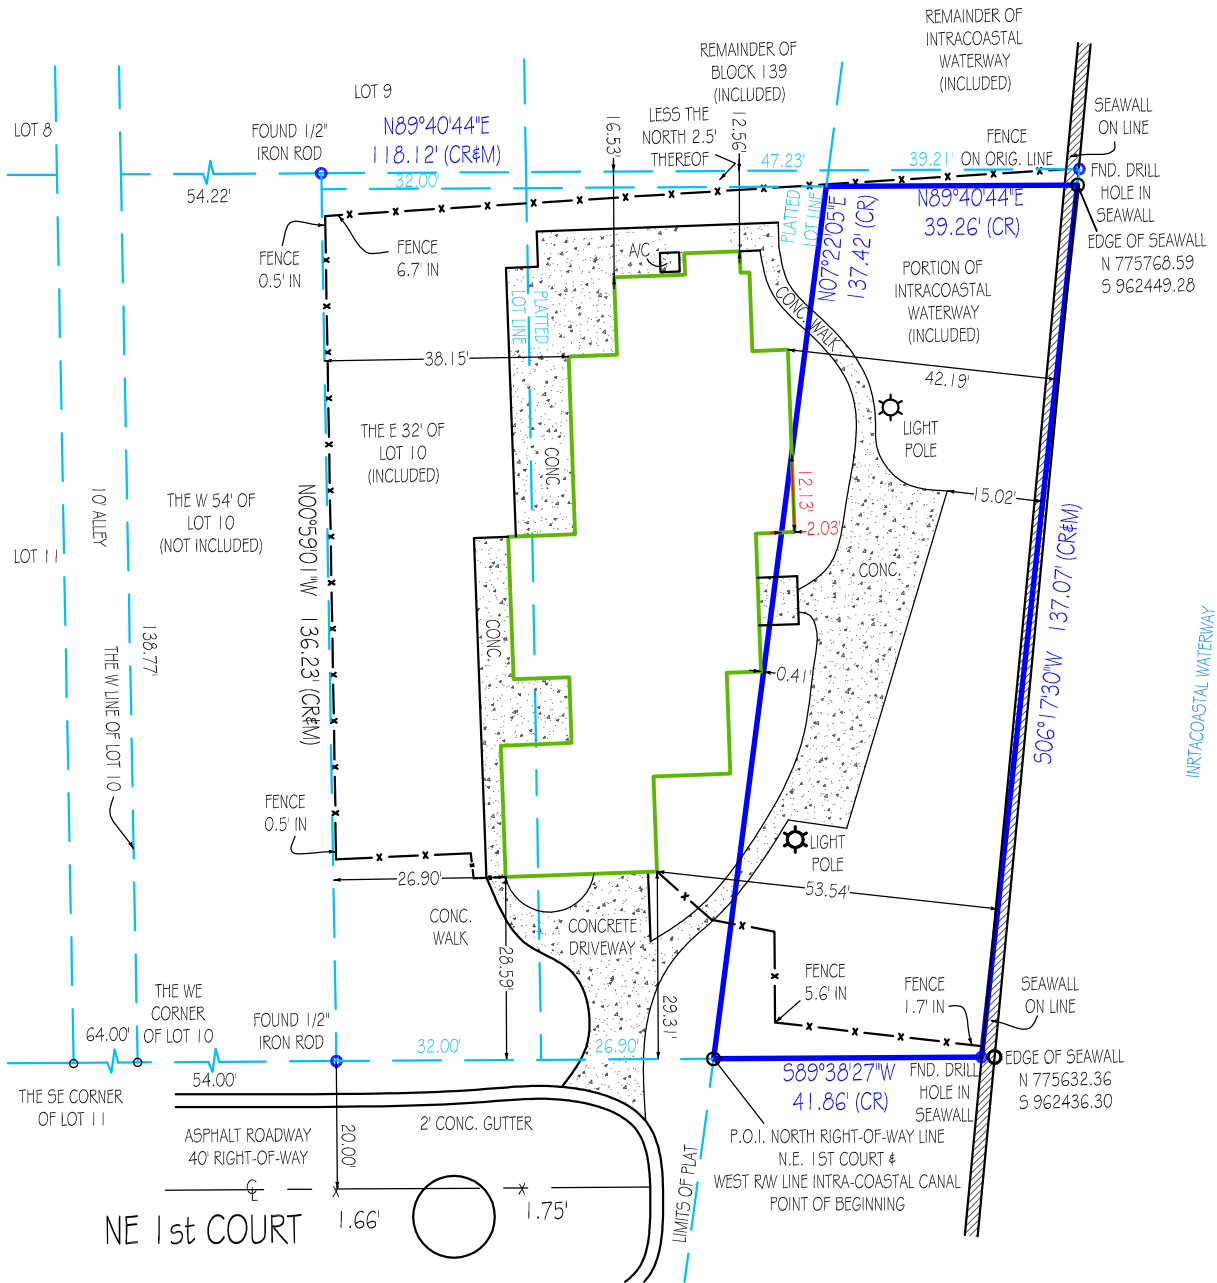 REMAINDER OF
INTRACOASTAL
WATERWAY
(INCLUDED)
REMAINDER OF
BLOCK 139
(INCLUDED)
LOT 9
LOT 8
FOUND 1/2"
IRON ROD
N89°40'44"E
118.12' (CR&M)
32.00'
54.22'
16.53'
LESS THE
NORTH 2.5'
THEREOF
12.56'
47.23'
39.21'
FENCE
ON ORIG. LINE
SEAWALL
ON LINE
FND. DRILL
HOLE IN
SEAWALL
EDGE OF SEAWALL
N 775768.59
S 962449.28
N89°40'44"E
39.26' (CR)
PLATTED
LOT LINE
N07°22'05"E
137.42' (CR)
PORTION OF
INTRACOASTAL
WATERWAY
(INCLUDED)
FENCE
0.5' IN
FENCE
6.7' IN
A/C
PLATTED
LOT LINE
CONC. WALK
38.15'
42.19'
THE E 32' OF
LOT 10
(INCLUDED)
CONC.
LIGHT
POLE
10' ALLEY
THE W 54' OF
LOT 10
(NOT INCLUDED)
LOT 11
12.13'
2.03'
15.02'
N00°59'01"W 136.23' (CR&M)
CONC.
S06°17'30"W 137.07' (CR&M)
138.77'
THE W LINE OF LOT 10
CONC.
0.41'
INRTACOASTAL WATERWAY
FENCE
0.5' IN
LIGHT
POLE
26.90'
53.54'
CONC.
WALK
CONCRETE
DRIVEWAY
28.59'
29.31'
FENCE
5.6' IN
FENCE
1.7' IN
SEAWALL
ON LINE
THE WE
CORNER
OF LOT 10
64.00'
FOUND 1/2"
IRON ROD
54.00'
32.00'
26.90'
S89°38'27"W
41.86' (CR)
FND. DRILL
HOLE IN
SEAWALL
EDGE OF SEAWALL
N 775632.36
S 962436.30
THE SE CORNER
OF LOT 11
ASPHALT ROADWAY
40' RIGHT-OF-WAY
20.00'
2' CONC. GUTTER
P.O.I. NORTH RIGHT-OF-WAY LINE
N.E. 1ST COURT &
WEST R/W LINE INTRA-COASTAL CANAL
POINT OF BEGINNING
LIMITS OF PLAT
1.66'
1.75'
NE 1st COURT